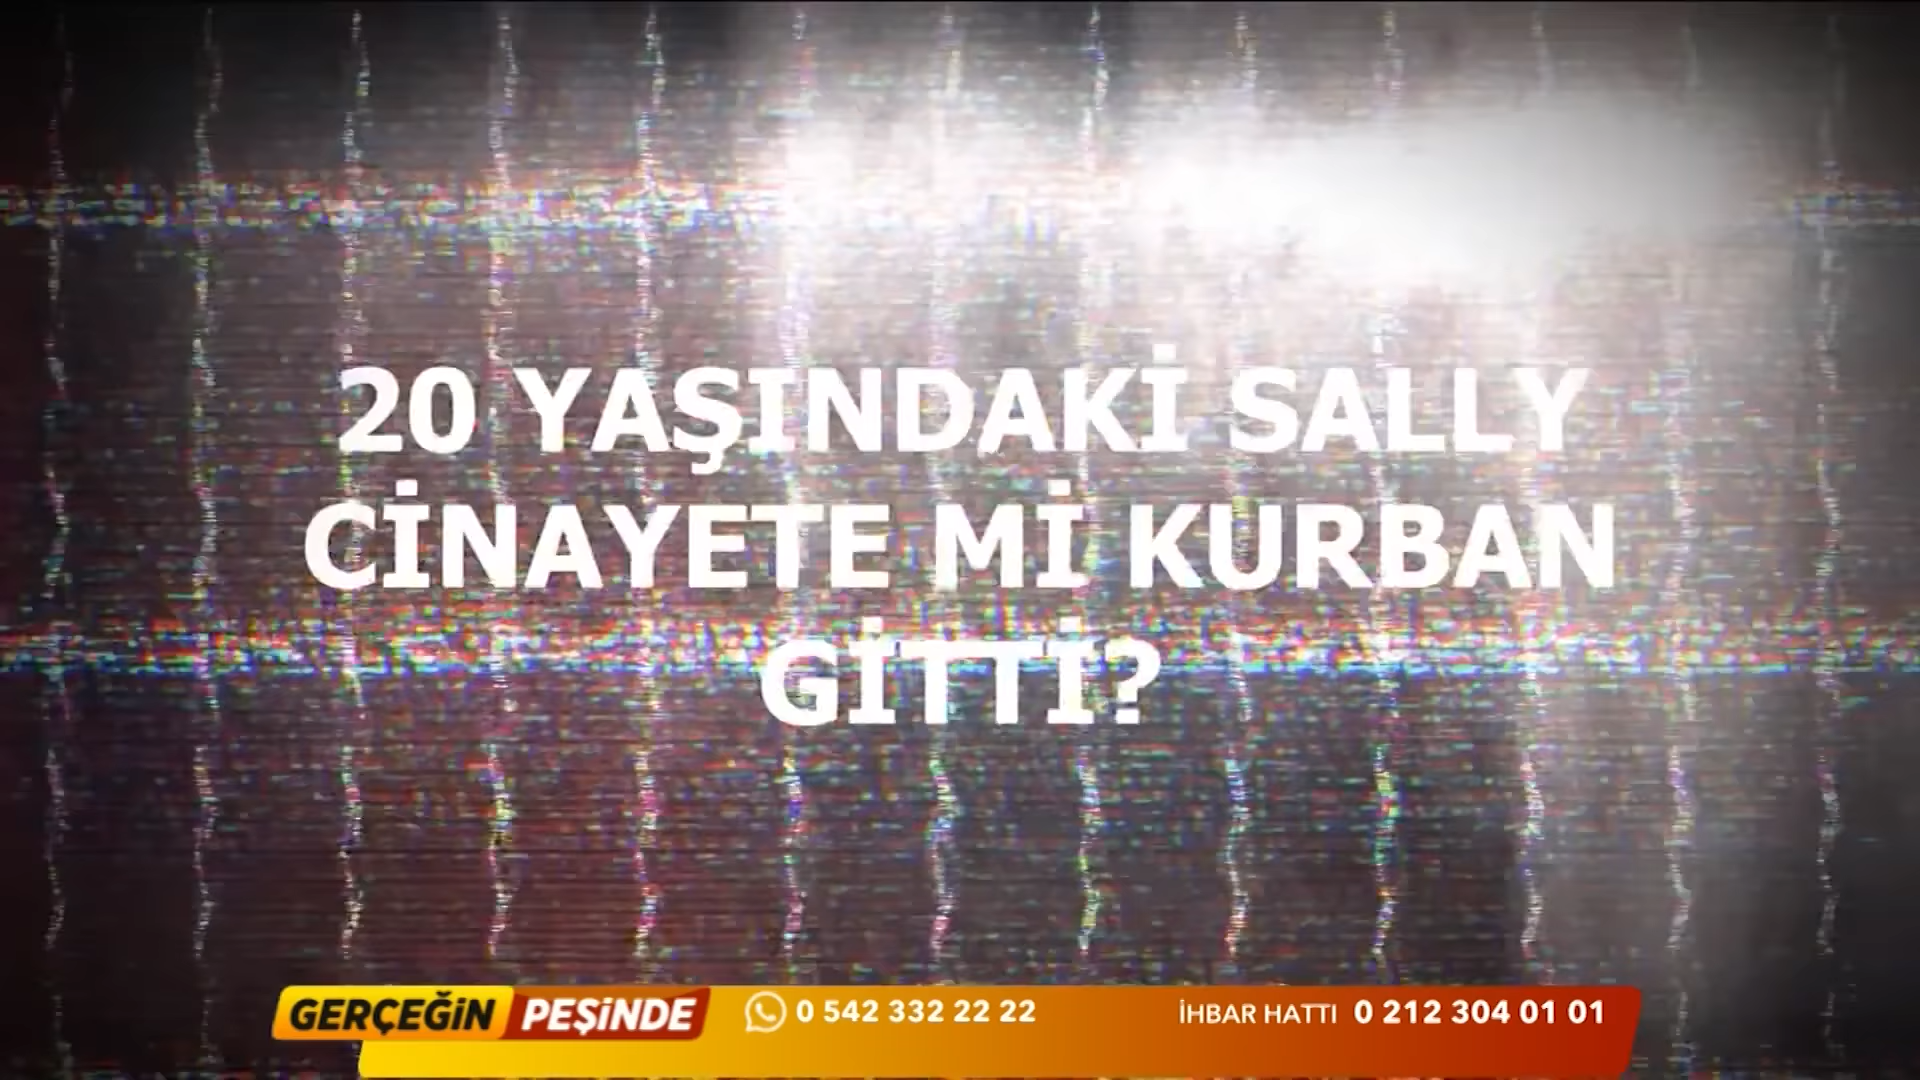 20 YAŞINDAKİ SALLY
CİNAYETE Mİ KURBAN
GİTTİ?
GERÇEĞİN PEŞİNDE 0 542 332 22 22 İHBAR HATTI 0 212 304 01 01